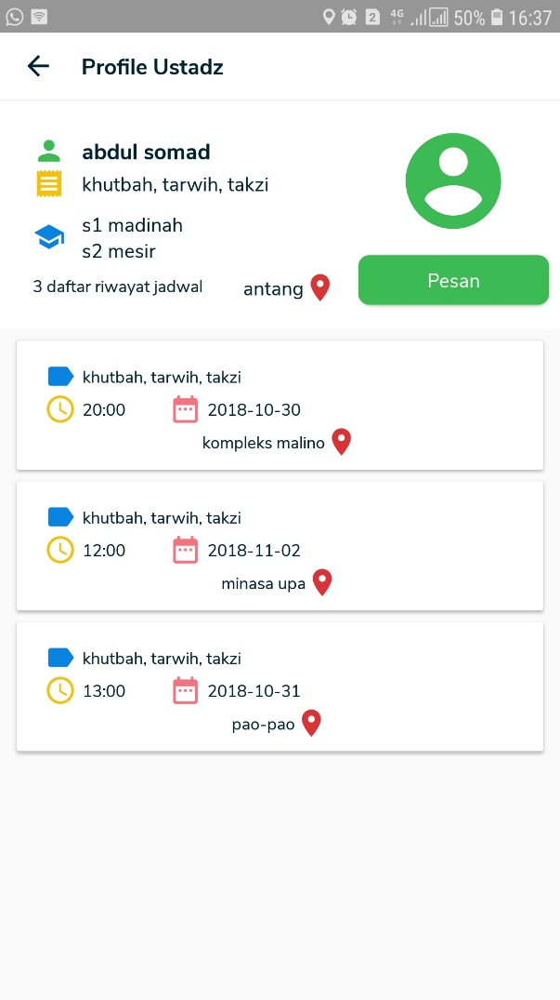 2 4G 50% 16:37
Profile Ustadz
abdul somad
khutbah, tarwih, takzi
s1 madinah
s2 mesir
3 daftar riwayat jadwal
antang
Pesan
khutbah, tarwih, takzi
20:00 2018-10-30
kompleks malino
khutbah, tarwih, takzi
12:00 2018-11-02
minasa upa
khutbah, tarwih, takzi
13:00 2018-10-31
pao-pao